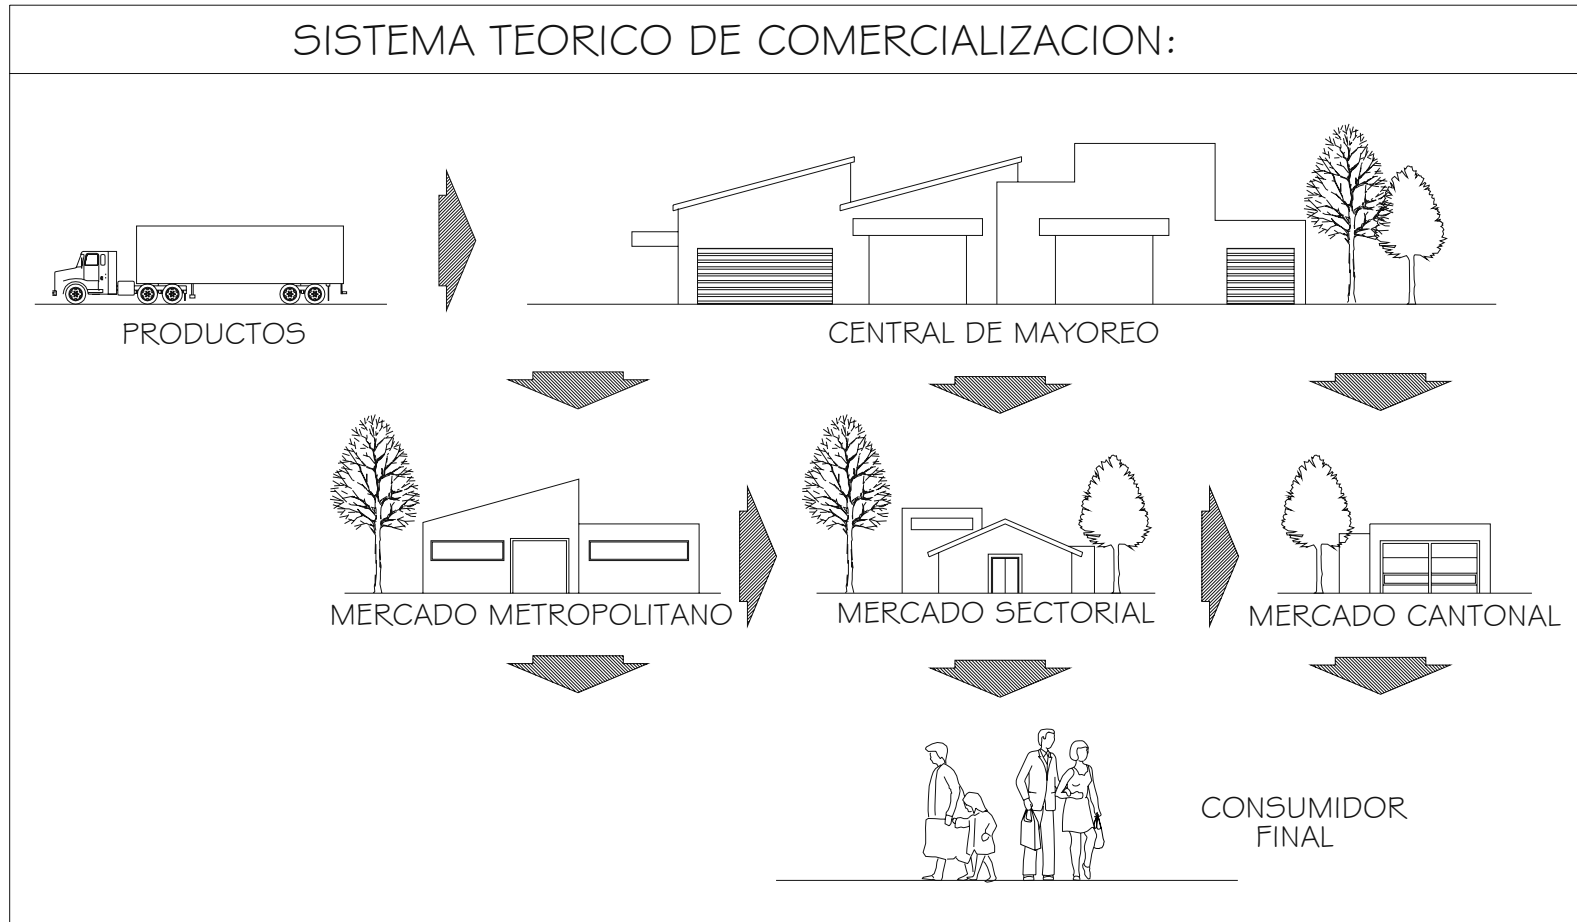 SISTEMA TEORICO DE COMERCIALIZACION:
PRODUCTOS
CENTRAL DE MAYOREO
MERCADO METROPOLITANO
MERCADO SECTORIAL
MERCADO CANTONAL
CONSUMIDOR
FINAL